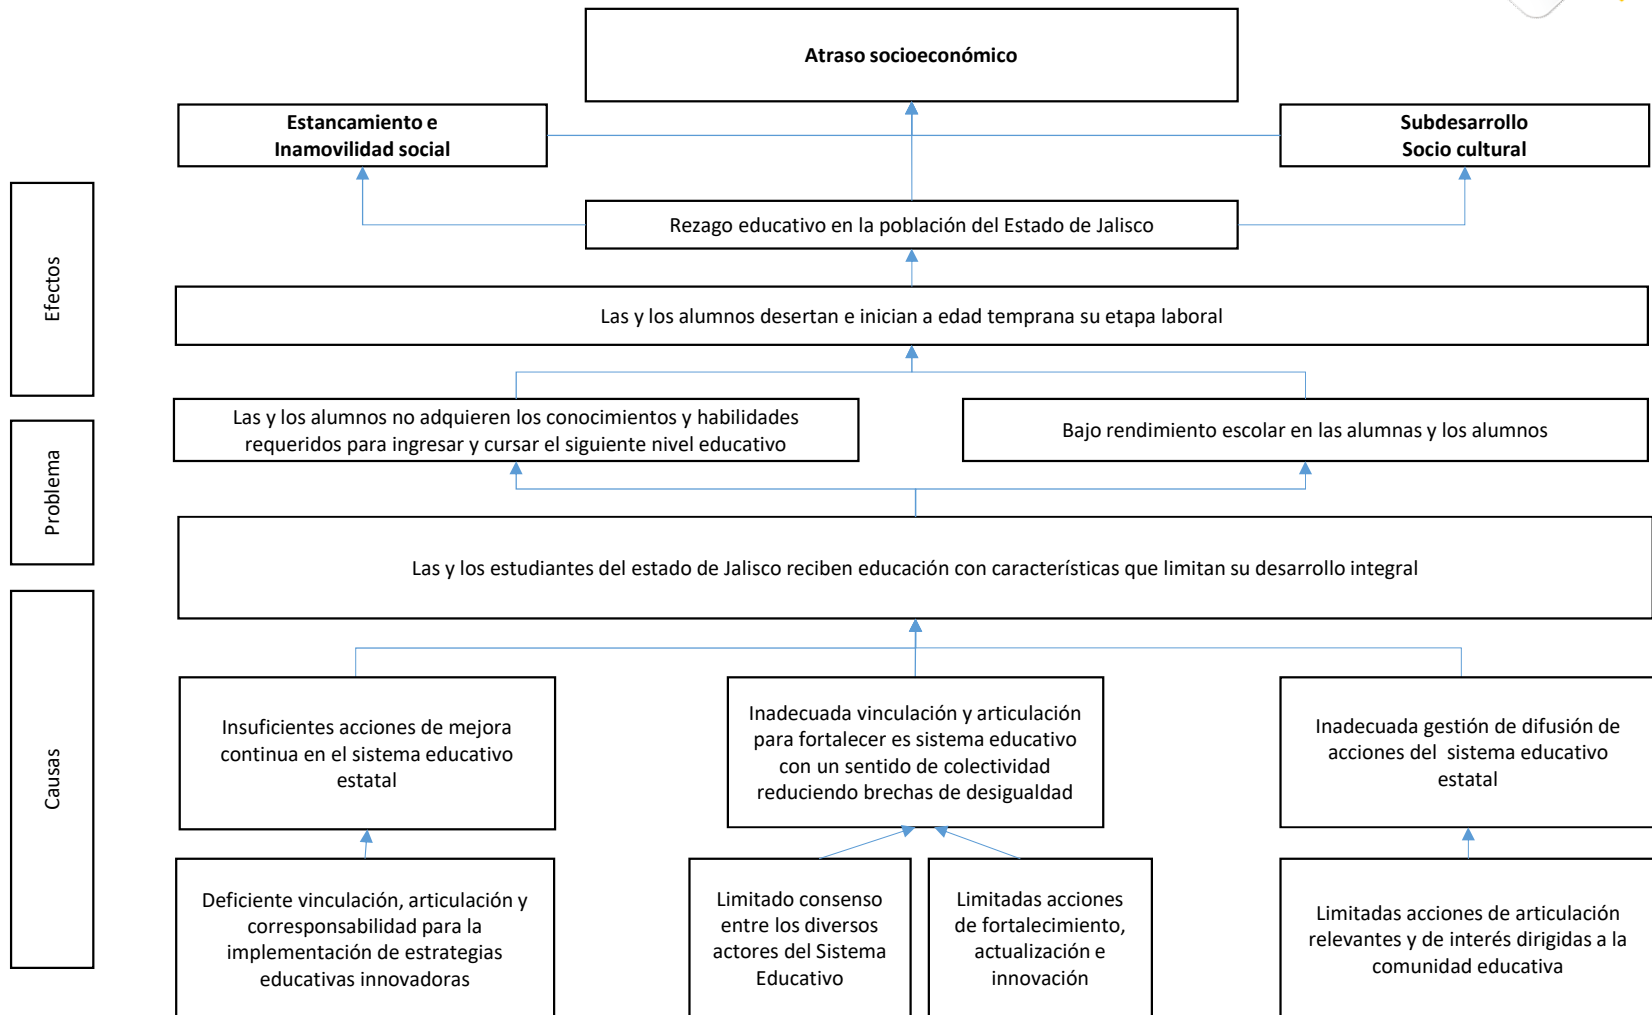 Atraso socioeconómico
Estancamiento e
Inamovilidad social
Subdesarrollo
Socio cultural
Rezago educativo en la población del Estado de Jalisco
Efectos
Las y los alumnos desertan e inician a edad temprana su etapa laboral
Las y los alumnos no adquieren los conocimientos y habilidades
requeridos para ingresar y cursar el siguiente nivel educativo
Bajo rendimiento escolar en las alumnas y los alumnos
Problema
Las y los estudiantes del estado de Jalisco reciben educación con características que limitan su desarrollo integral
Causas
Insuficientes acciones de mejora
continua en el sistema educativo
estatal
Inadecuada vinculación y articulación
para fortalecer es sistema educativo
con un sentido de colectividad
reduciendo brechas de desigualdad
Inadecuada gestión de difusión de
acciones del sistema educativo
estatal
Deficiente vinculación, articulación y
corresponsabilidad para la
implementación de estrategias
educativas innovadoras
Limitado consenso
entre los diversos
actores del Sistema
Educativo
Limitadas acciones
de fortalecimiento,
actualización e
innovación
Limitadas acciones de articulación
relevantes y de interés dirigidas a la
comunidad educativa